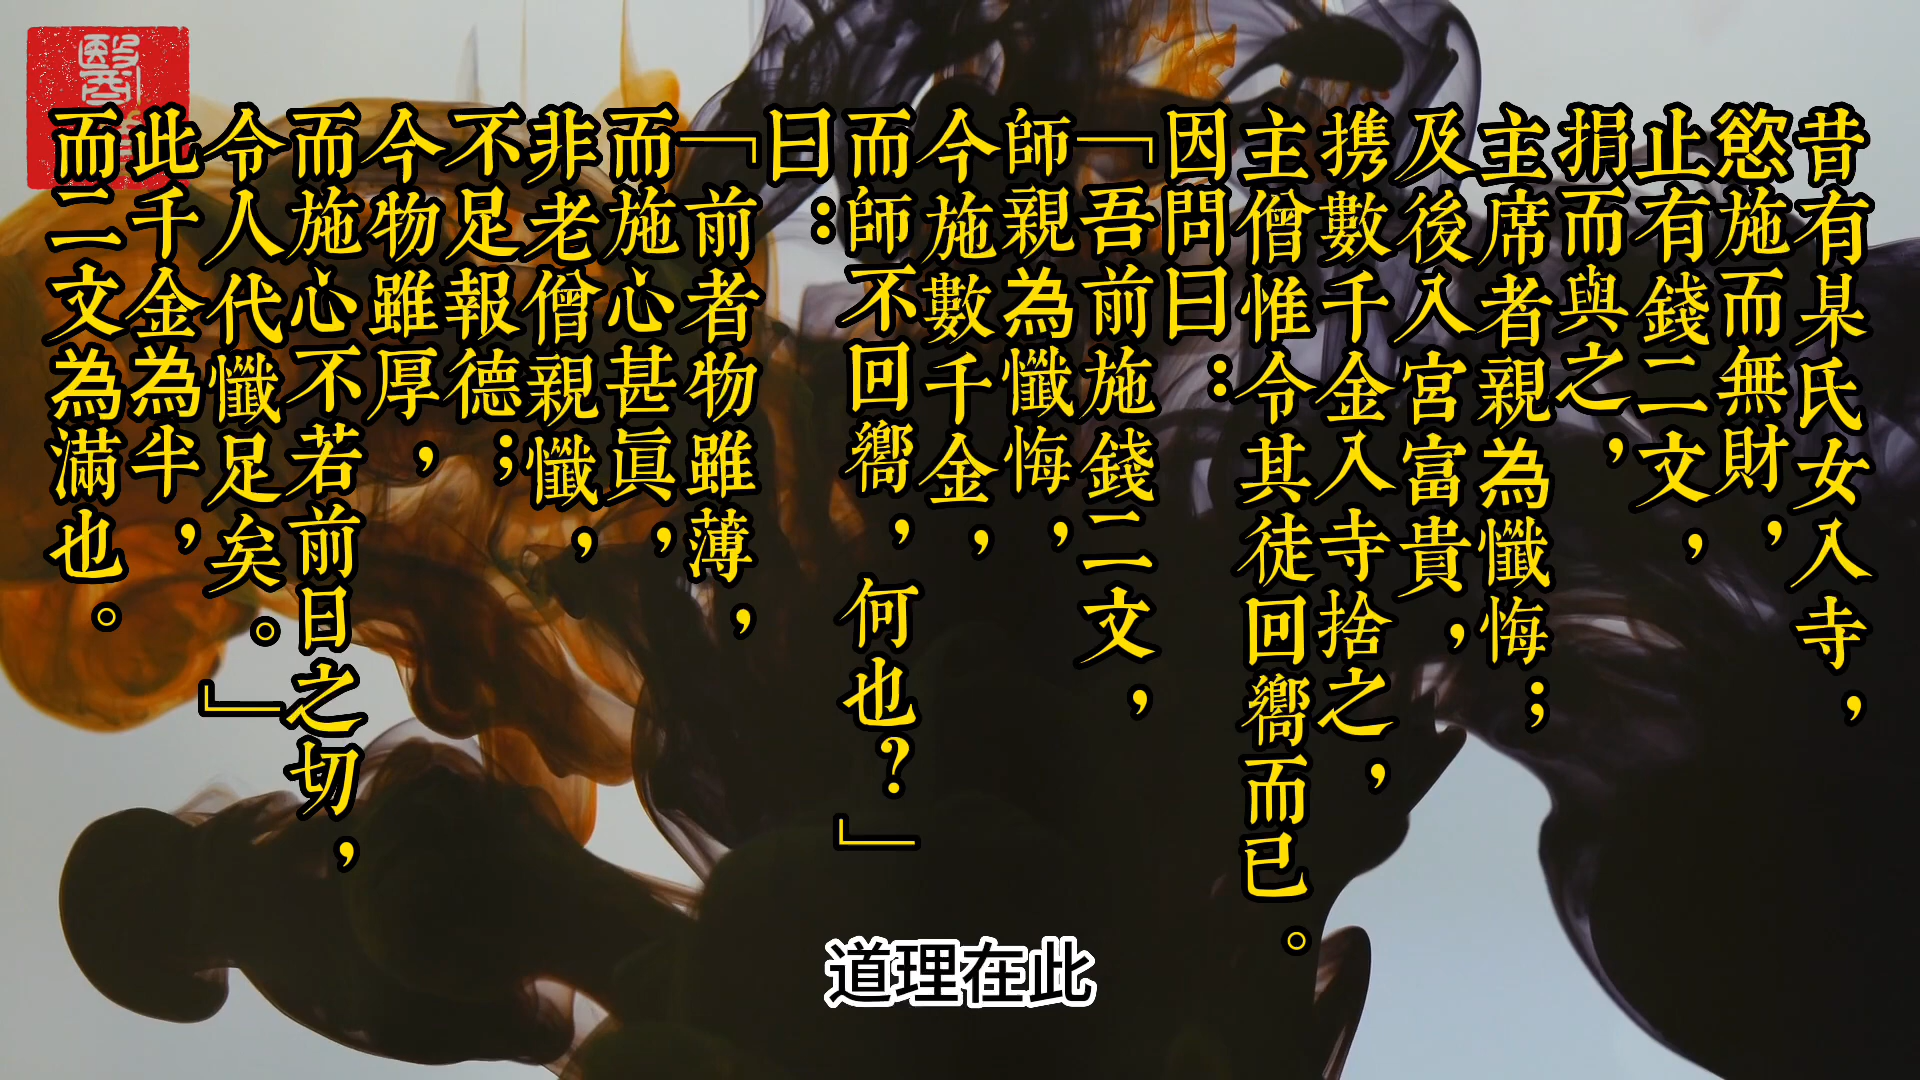 昔有某氏女入寺，
慾施而無財，
止有錢二文，
捐而與之，
主席者親為懺悔；
及後入宮富貴，
携數千金入寺捨之，
主僧惟令其徒回嚮而已。
因問曰：
「吾前施錢二文，
師親為懺悔，
今施數千金，
而師不回嚮，何也？」
曰：
「前者物雖薄，
而施心甚眞，
非老僧親懺，
不足報德；
今物雖厚，
而施心不若前日之切，
令人代懺足矣。」
此千金為半，
而二文為滿也。
道理在此